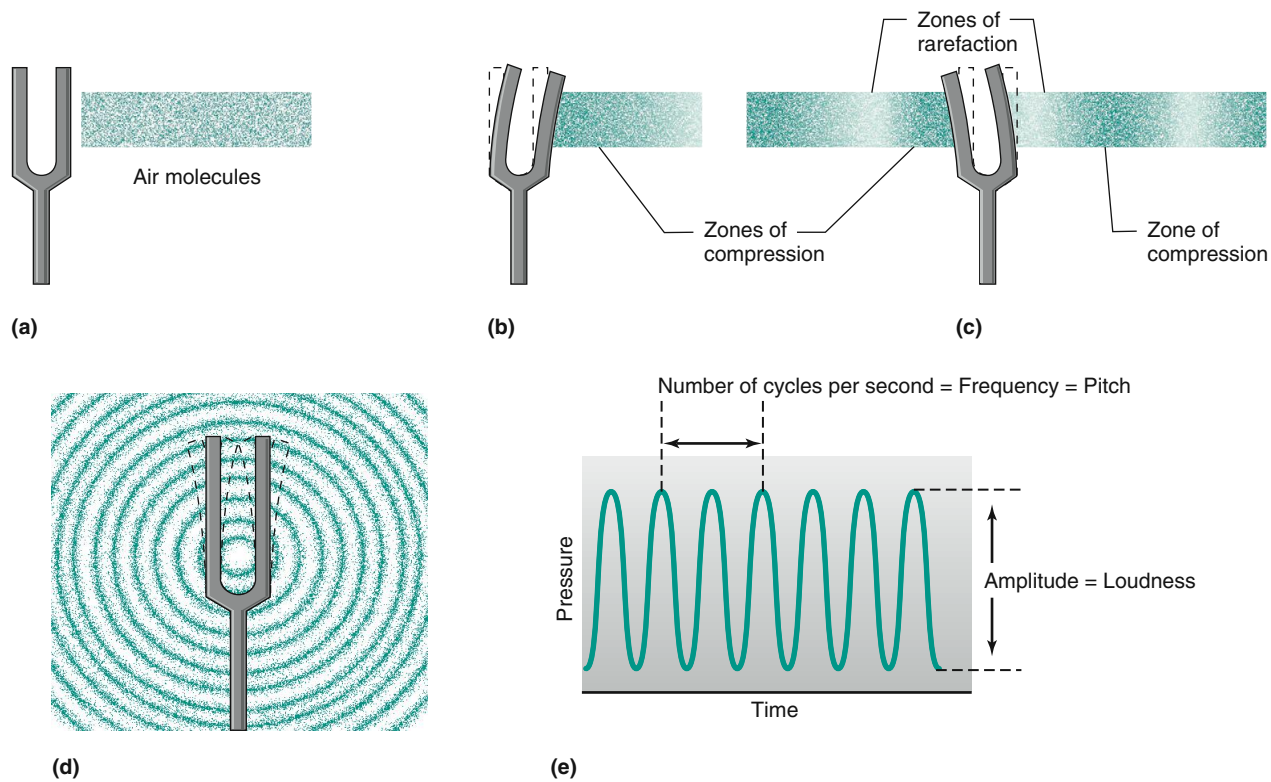 Zones of
rarefaction
Air molecules
Zones of
compression
Zone of
compression
(a)
(b)
(c)
Number of cycles per second = Frequency = Pitch
Pressure
Amplitude = Loudness
Time
(d)
(e)